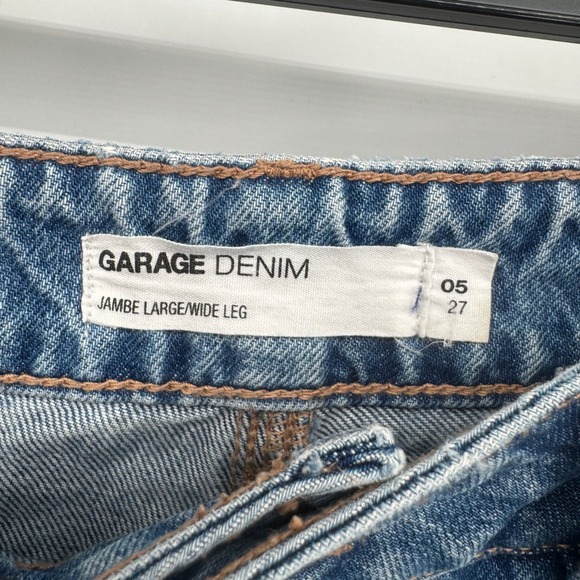 GARAGE DENIM
JAMBE LARGE/WIDE LEG
05
27